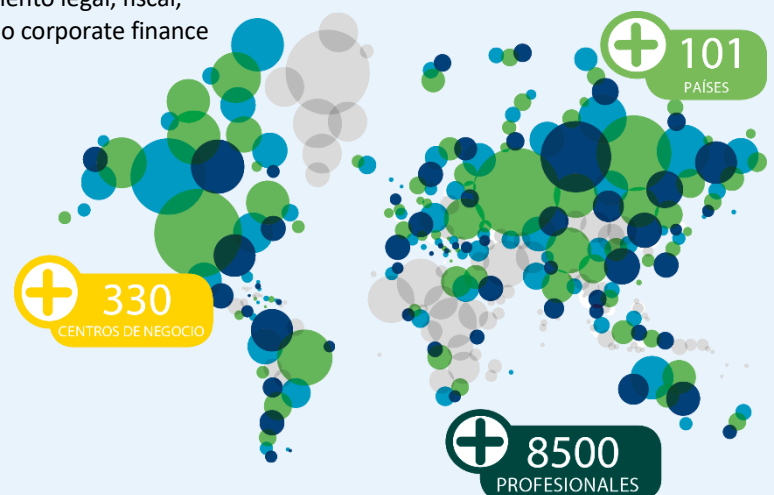 legal, fiscal,
o corporate finance
101
PAÍSES
330
CENTROS DE NEGOCIO
8500
PROFESIONALES